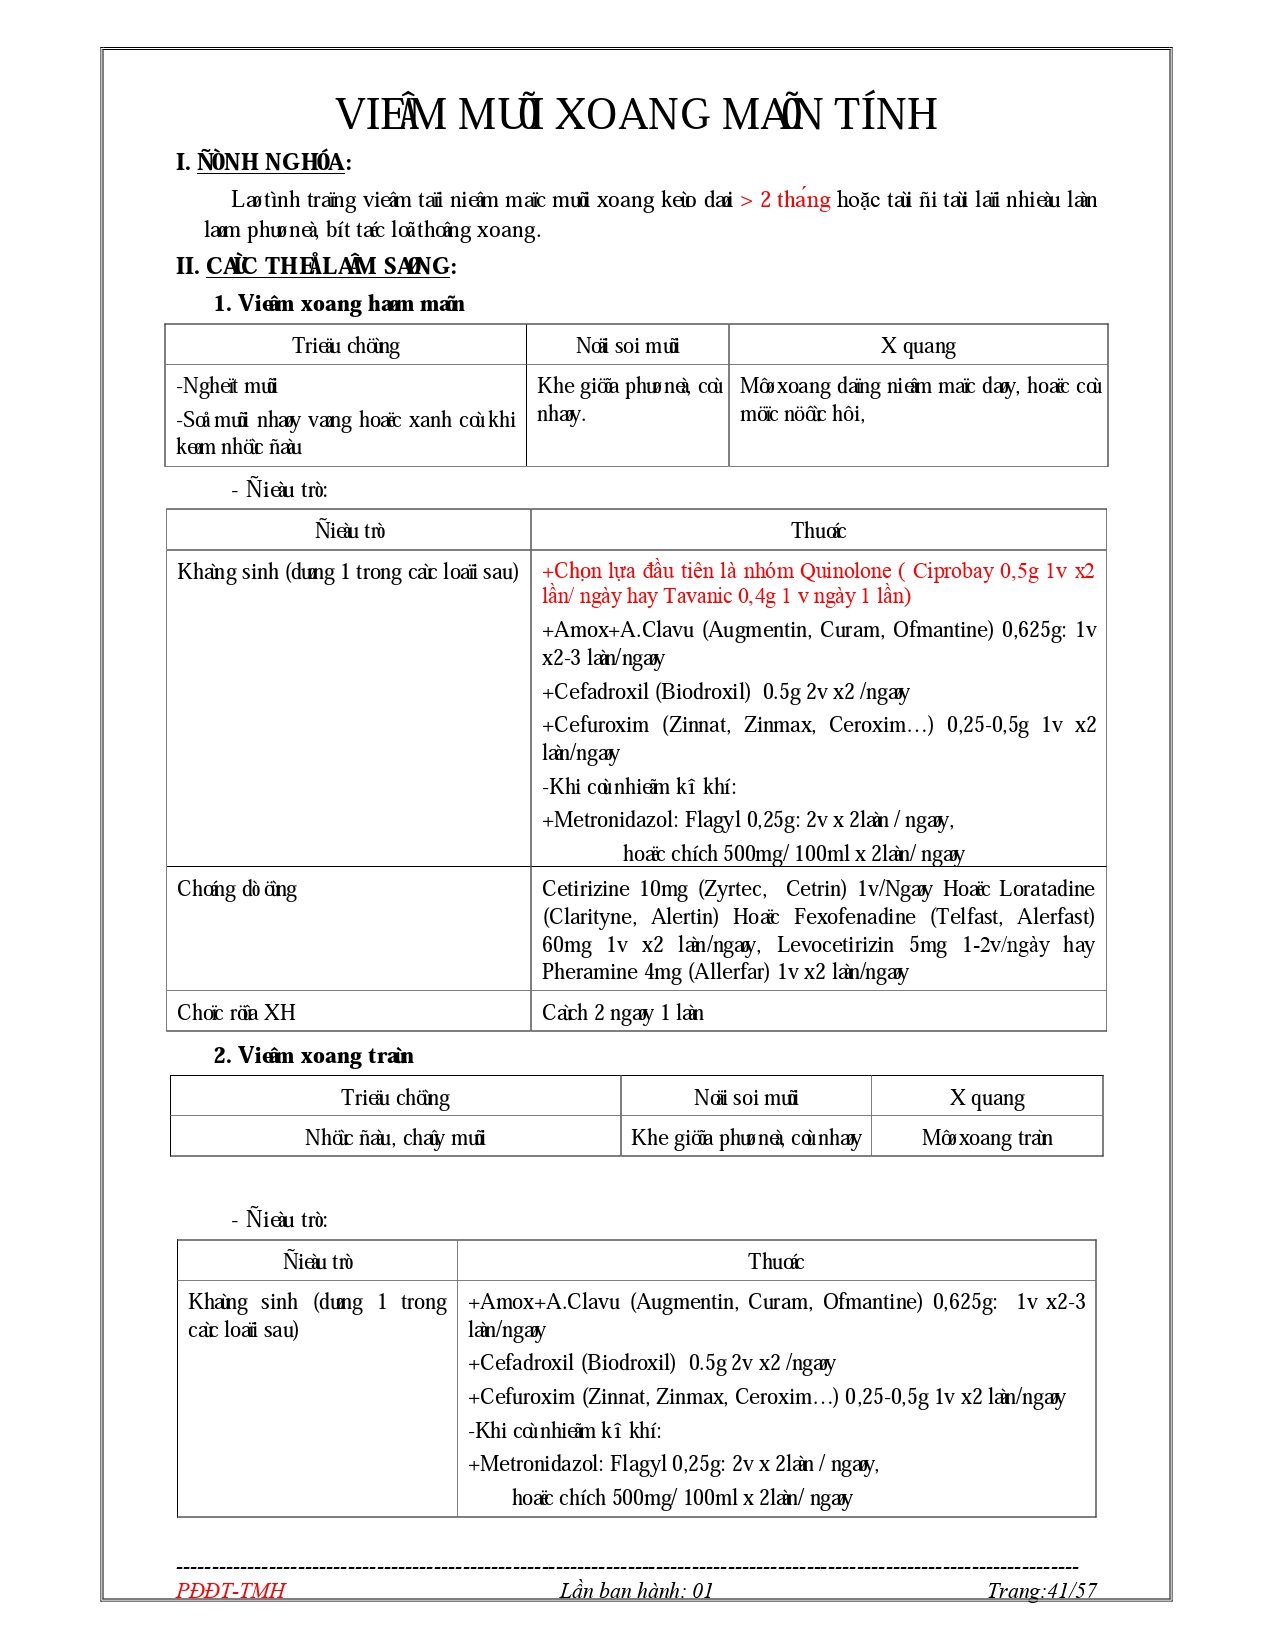 VIEÂM MUÕI XOANG MAÕN TÍNH
I. ÑÒNH NGHÓA:
Laø tình traïng vieâm taïi nieâm maïc muõi xoang keùo daøi > 2 tháng hoặc taùi ñi taùi laïi nhieàu laàn
laøm phuø neà, bít taéc loã thoâng xoang.
II. CAÙC THEÅ LAÂM SAØNG:
1. Vieâm xoang haøm maõn
Trieäu chöùng
Noäi soi muõi
X quang
-Ngheït muõi
-Soå muõi nhaøy vaøng hoaëc xanh coù khi
keøm nhöùc ñaàu
Khe giöõa phuø neà, coù
nhaøy.
Môø xoang daïng nieâm maïc daøy, hoaëc coù
möïc nöôùc hôi,
- Ñieàu trò:
Ñieàu trò
Thuoác
Khaùng sinh (duøng 1 trong caùc loaïi sau)
+Chọn lựa đầu tiên là nhóm Quinolone ( Ciprobay 0,5g 1v x2
lần/ ngày hay Tavanic 0,4g 1 v ngày 1 lần)
+Amox+A.Clavu (Augmentin, Curam, Ofmantine) 0,625g: 1v
x2-3 laàn/ngaøy
+Cefadroxil (Biodroxil) 0.5g 2v x2 /ngaøy
+Cefuroxim (Zinnat, Zinmax, Ceroxim…) 0,25-0,5g 1v x2
laàn/ngaøy
-Khi coù nhieãm kî khí:
+Metronidazol: Flagyl 0,25g: 2v x 2laàn / ngaøy,
hoaëc chích 500mg/ 100ml x 2laàn/ ngaøy
Choáng dò öùng
Cetirizine 10mg (Zyrtec, Cetrin) 1v/Ngaøy Hoaëc Loratadine
(Clarityne, Alertin) Hoaëc Fexofenadine (Telfast, Alerfast)
60mg 1v x2 laàn/ngaøy, Levocetirizin 5mg 1-2v/ngày hay
Pheramine 4mg (Allerfar) 1v x2 laàn/ngaøy
Choïc röûa XH
Caùch 2 ngaøy 1 laàn
2. Vieâm xoang traùn
Trieäu chöùng
Noäi soi muõi
X quang
Nhöùc ñaàu, chaûy muõi
Khe giöõa phuø neà, coù nhaøy
Môø xoang traùn
- Ñieàu trò:
Ñieàu trò
Thuoác
Khaùng sinh (duøng 1 trong
caùc loaïi sau)
+Amox+A.Clavu (Augmentin, Curam, Ofmantine) 0,625g: 1v x2-3
laàn/ngaøy
+Cefadroxil (Biodroxil) 0.5g 2v x2 /ngaøy
+Cefuroxim (Zinnat, Zinmax, Ceroxim…) 0,25-0,5g 1v x2 laàn/ngaøy
-Khi coù nhieãm kî khí:
+Metronidazol: Flagyl 0,25g: 2v x 2laàn / ngaøy,
hoaëc chích 500mg/ 100ml x 2laàn/ ngaøy
PĐĐT-TMH Lần ban hành: 01 Trang:41/57